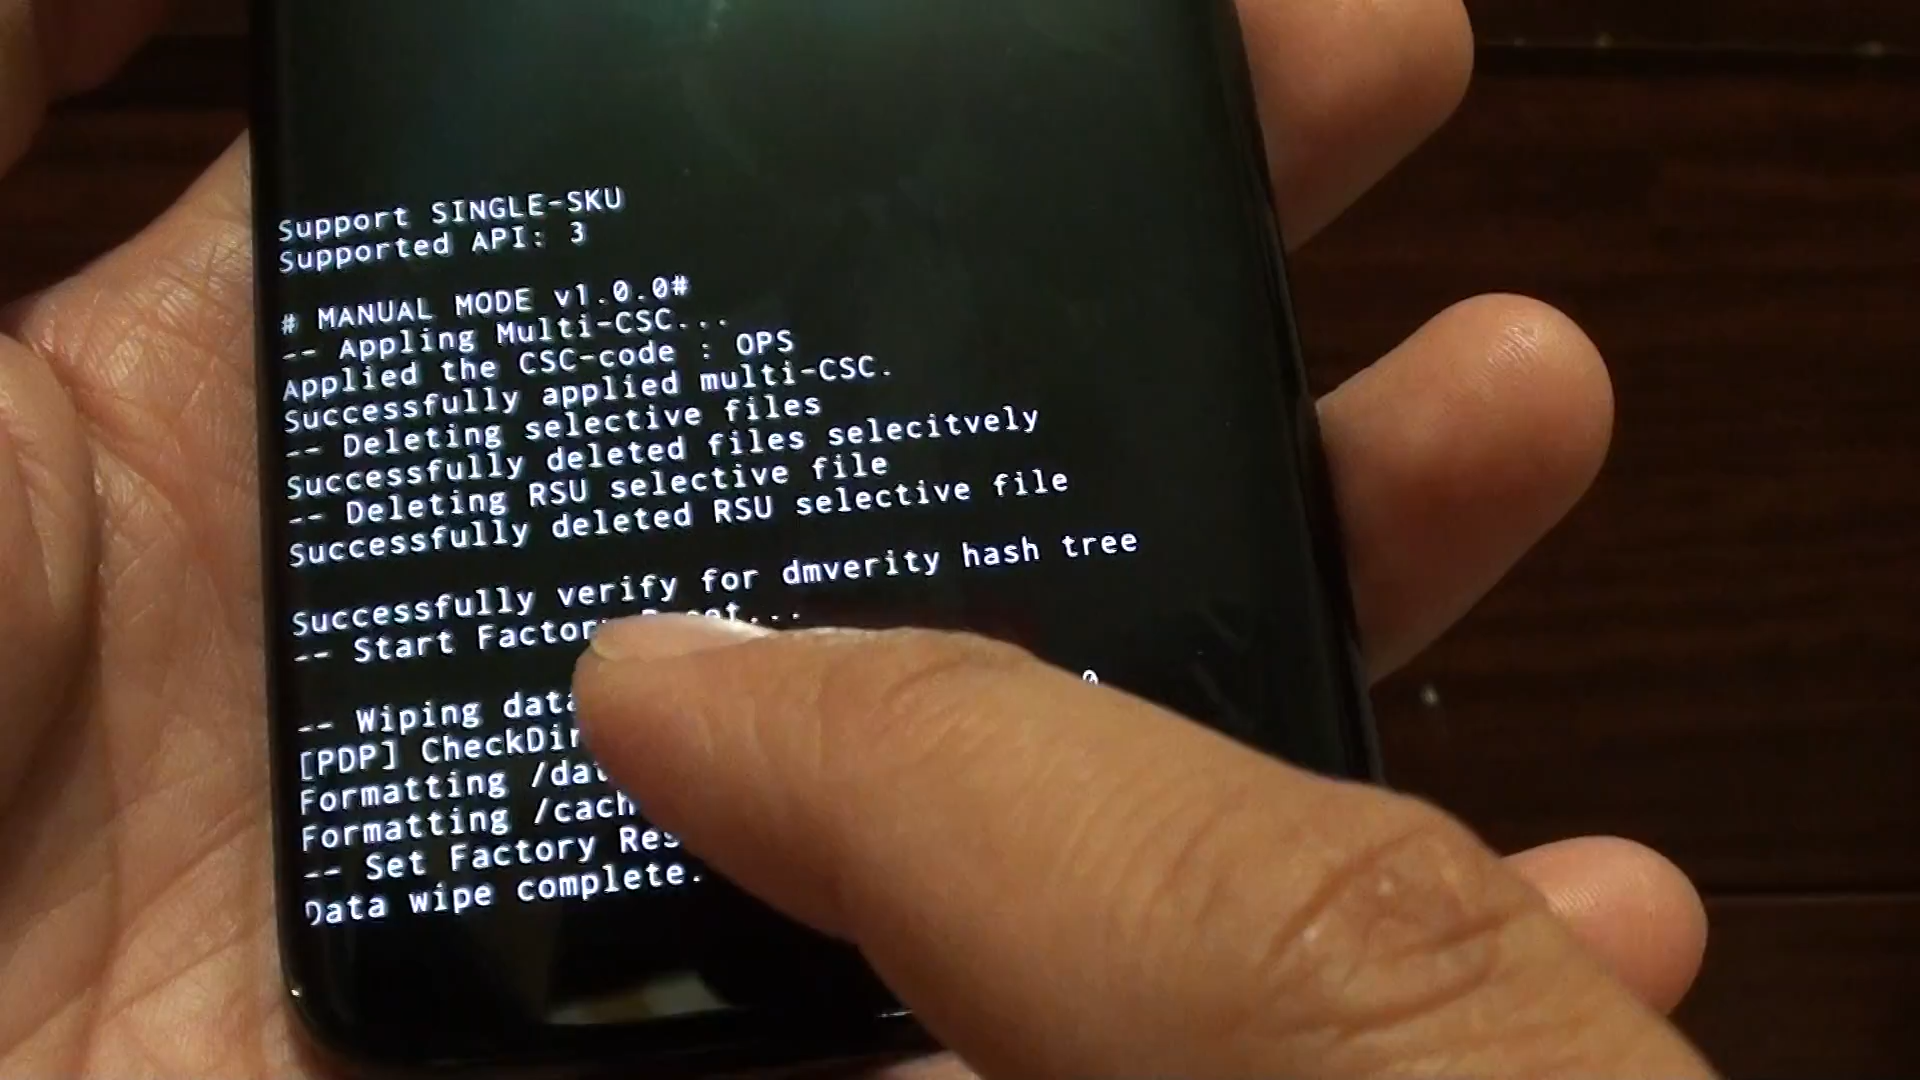 Support SINGLE-SKU
Supported API: 3
# MANUAL MODE v1.0.0#
-- Appling Multi-CSC...
Applied the CSC-code : OPS
Successfully applied multi-CSC.
-- Deleting selective files
Successfully deleted files selecitvely
-- Deleting RSU selective file
Successfully deleted RSU selective file
Successfully verify for dmverity hash tree
-- Start Factory Reset...
-- Wiping data
[PDP] CheckDir
Formatting
Formatting
-- Set Factory
Data wipe complete.